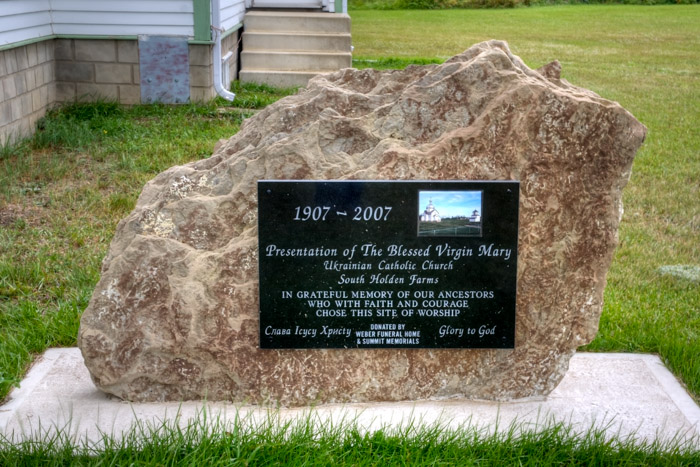 1907 – 2007
Presentation of The Blessed Virgin Mary
Ukrainian Catholic Church
South Holden Farms
IN GRATEFUL MEMORY OF OUR ANCESTORS
WHO WITH FAITH AND COURAGE
CHOSE THIS SITE OF WORSHIP
Слава Ісусу Христу
DONATED BY
WEBER FUNERAL HOME
& SUMMIT MEMORIALS
Glory to God